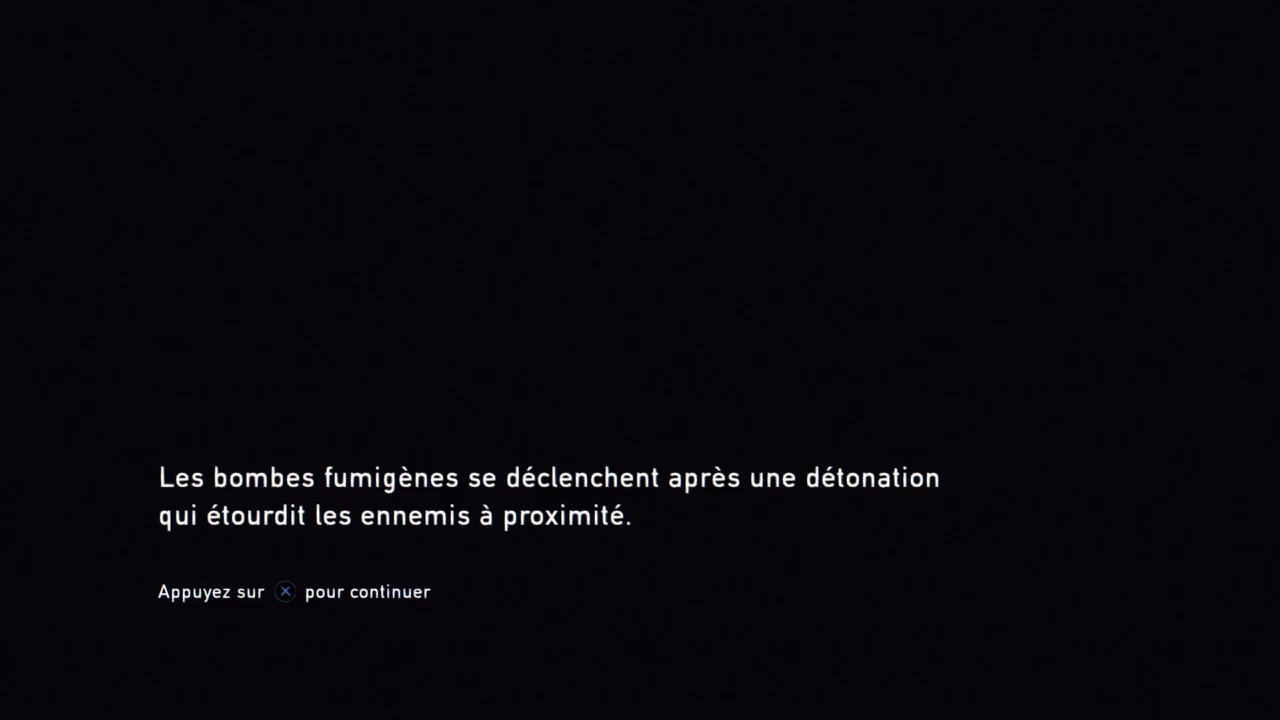 Les bombes fumigènes se déclenchent après une détonation
qui étourdit les ennemis à proximité.
Appuyez sur ⓧ pour continuer